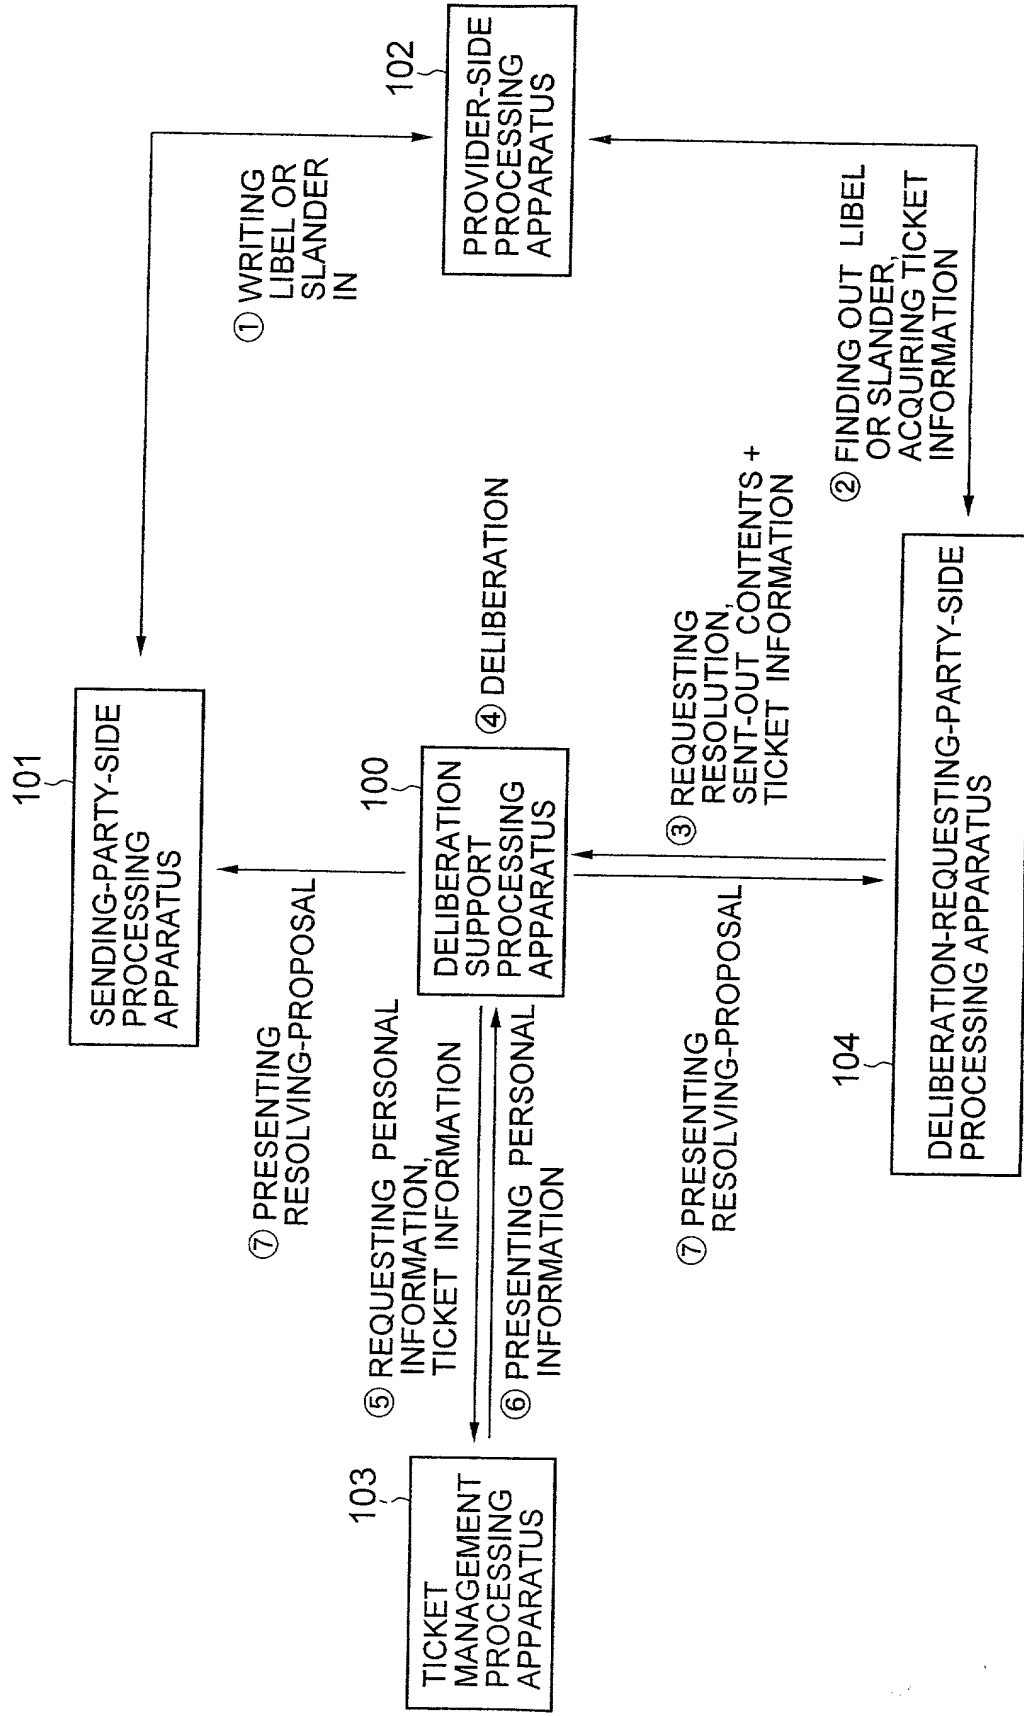 101
SENDING-PARTY-SIDE
PROCESSING
APPARATUS
① WRITING
LIBEL OR
SLANDER
IN
102
PROVIDER-SIDE
PROCESSING
APPARATUS
⑦ PRESENTING
RESOLVING-PROPOSAL
103
TICKET
MANAGEMENT
PROCESSING
APPARATUS
⑤ REQUESTING PERSONAL
INFORMATION,
TICKET INFORMATION
⑥ PRESENTING PERSONAL
INFORMATION
100
DELIBERATION
SUPPORT
PROCESSING
APPARATUS
④ DELIBERATION
⑦ PRESENTING
RESOLVING-PROPOSAL
③ REQUESTING
RESOLUTION,
SENT-OUT CONTENTS +
TICKET INFORMATION
② FINDING OUT LIBEL
OR SLANDER,
ACQUIRING TICKET
INFORMATION
104
DELIBERATION-REQUESTING-PARTY-SIDE
PROCESSING APPARATUS